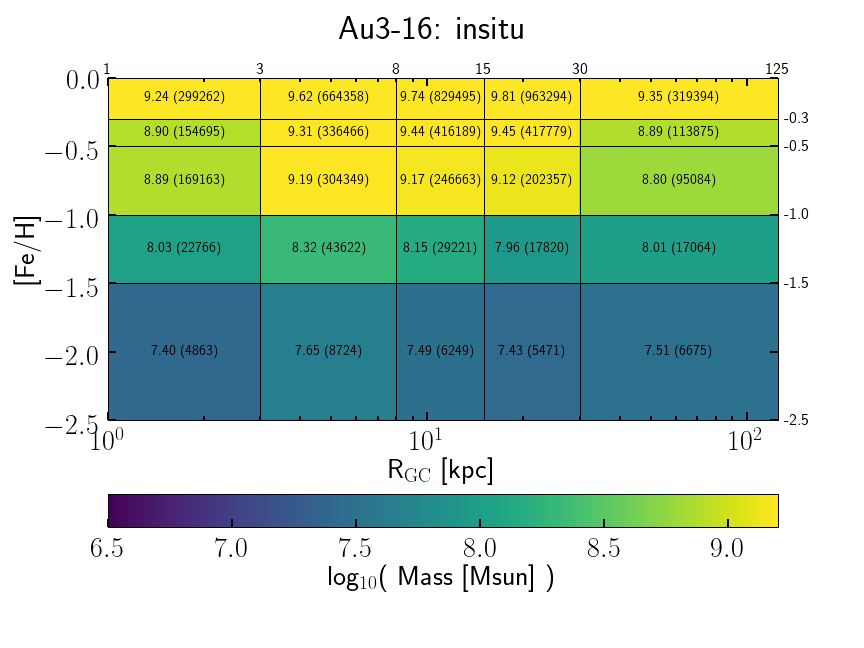 Au3-16: insitu
1 3 8 15 30 125
0.0
9.24 (299262) 9.62 (664358) 9.74 (829495) 9.81 (963294) 9.35 (319394)
-0.3
8.90 (154695) 9.31 (336466) 9.44 (416189) 9.45 (417779) 8.89 (113875)
−0.5 -0.5
8.89 (169163) 9.19 (304349) 9.17 (246663) 9.12 (202357) 8.80 (95084)
−1.0 -1.0
8.03 (22766) 8.32 (43622) 8.15 (29221) 7.96 (17820) 8.01 (17064)
−1.5 -1.5
7.40 (4863) 7.65 (8724) 7.49 (6249) 7.43 (5471) 7.51 (6675)
−2.0
−2.5 -2.5
[Fe/H]
10⁰ 10¹ 10²
R_GC [kpc]
6.5 7.0 7.5 8.0 8.5 9.0
log₁₀( Mass [Msun] )